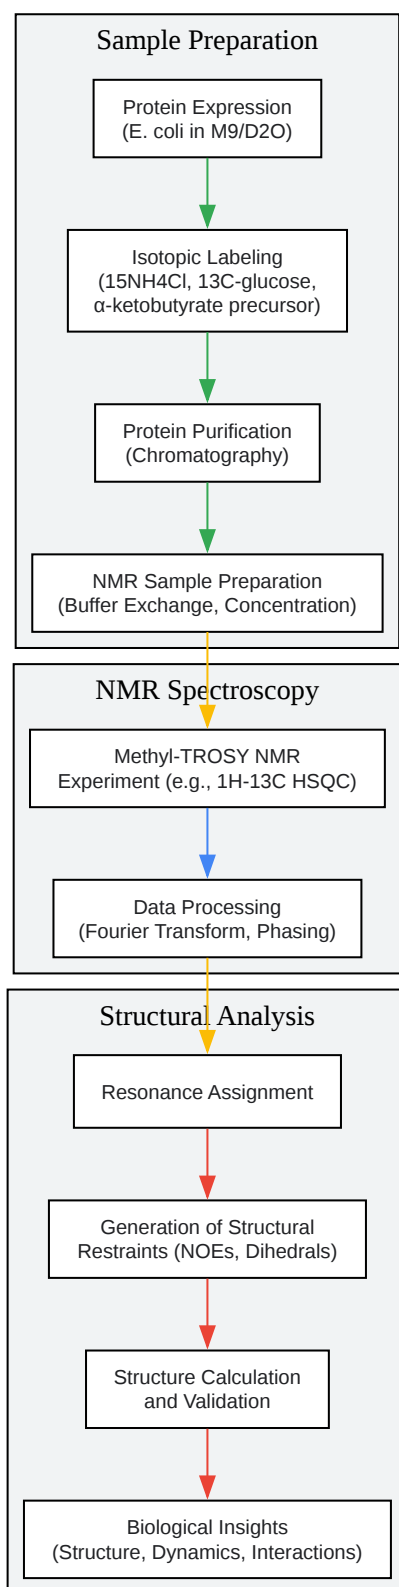 Sample Preparation
Protein Expression
(E. coli in M9/D2O)
Isotopic Labeling
(15NH4Cl, 13C-glucose,
α-ketobutyrate precursor)
Protein Purification
(Chromatography)
NMR Sample Preparation
(Buffer Exchange, Concentration)
NMR Spectroscopy
Methyl-TROSY NMR
Experiment (e.g., 1H-13C HSQC)
Data Processing
(Fourier Transform, Phasing)
Structural Analysis
Resonance Assignment
Generation of Structural
Restraints (NOEs, Dihedrals)
Structure Calculation
and Validation
Biological Insights
(Structure, Dynamics, Interactions)